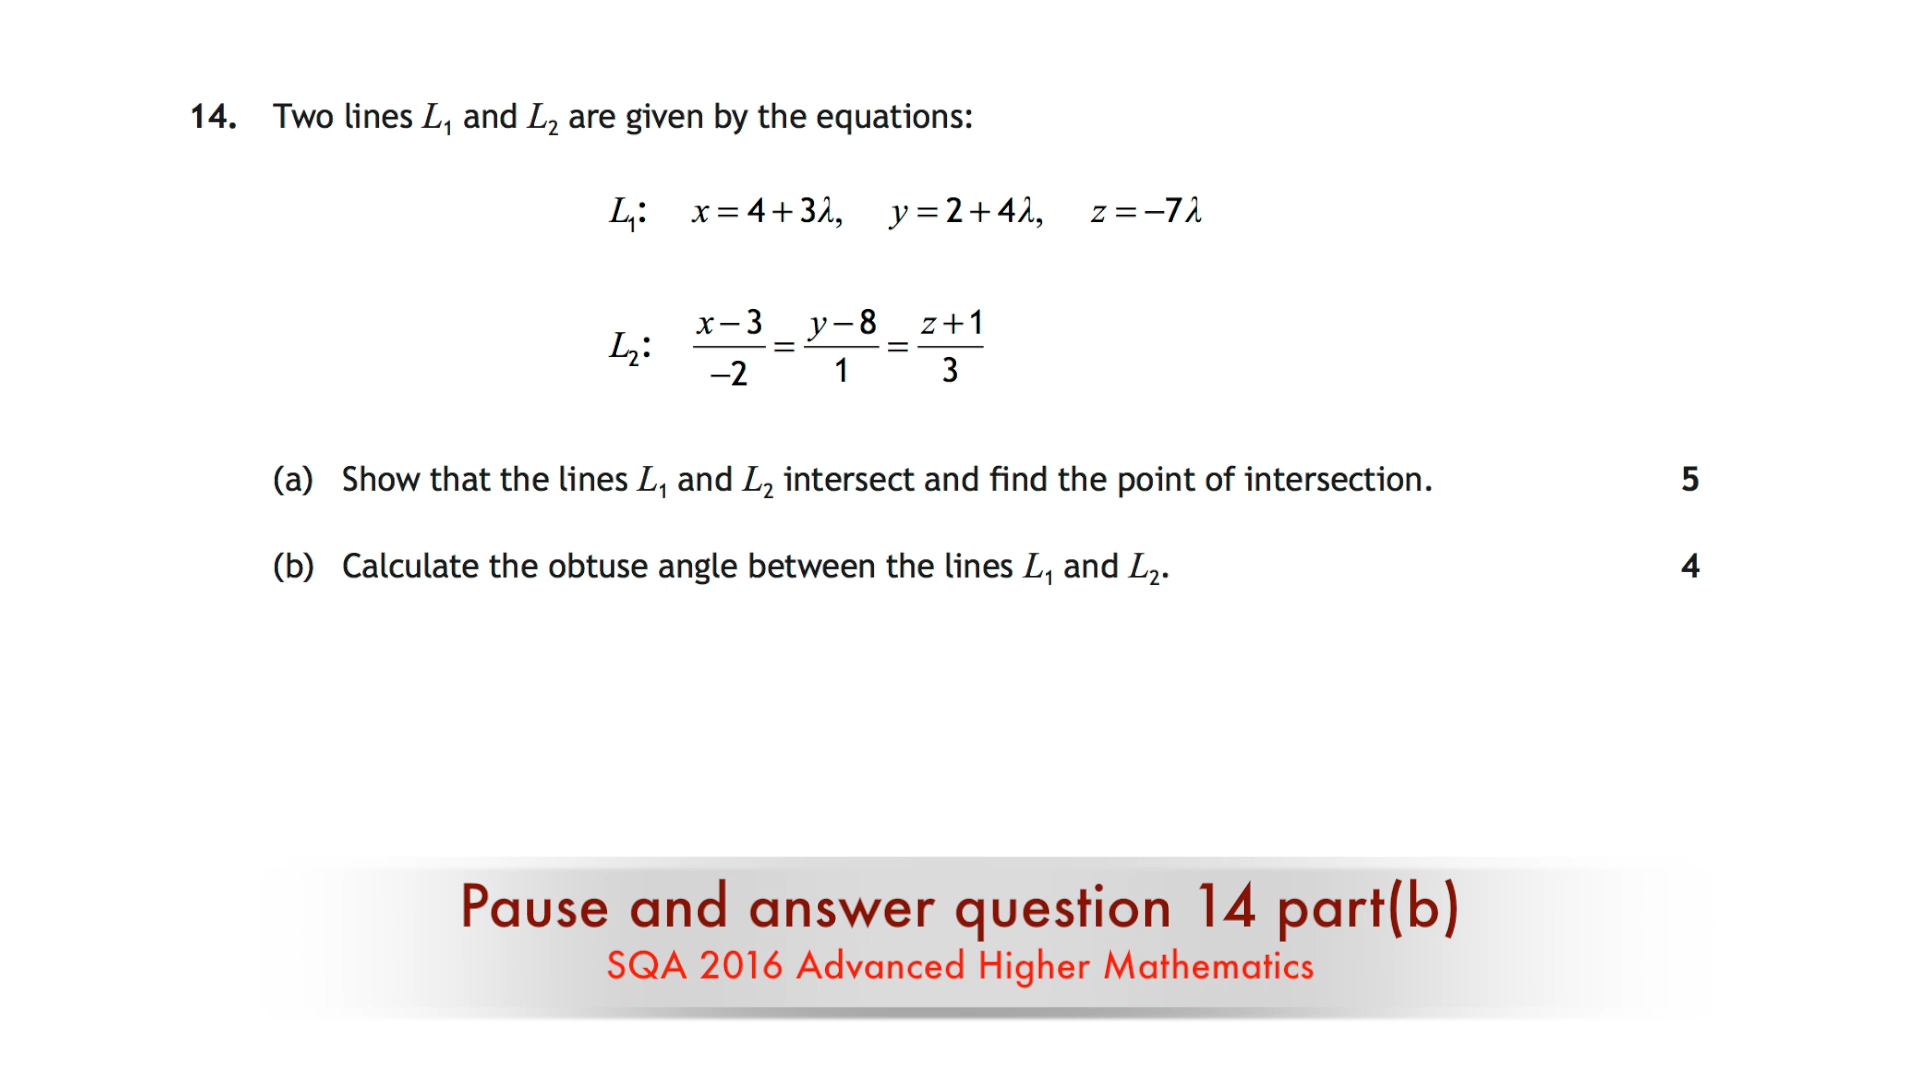 14. Two lines L₁ and L₂ are given by the equations:
L₁: x = 4 + 3λ, y = 2 + 4λ, z = –7λ
L₂: (x – 3)/–2 = (y – 8)/1 = (z + 1)/3
(a) Show that the lines L₁ and L₂ intersect and find the point of intersection. 5
(b) Calculate the obtuse angle between the lines L₁ and L₂. 4
Pause and answer question 14 part(b)
SQA 2016 Advanced Higher Mathematics